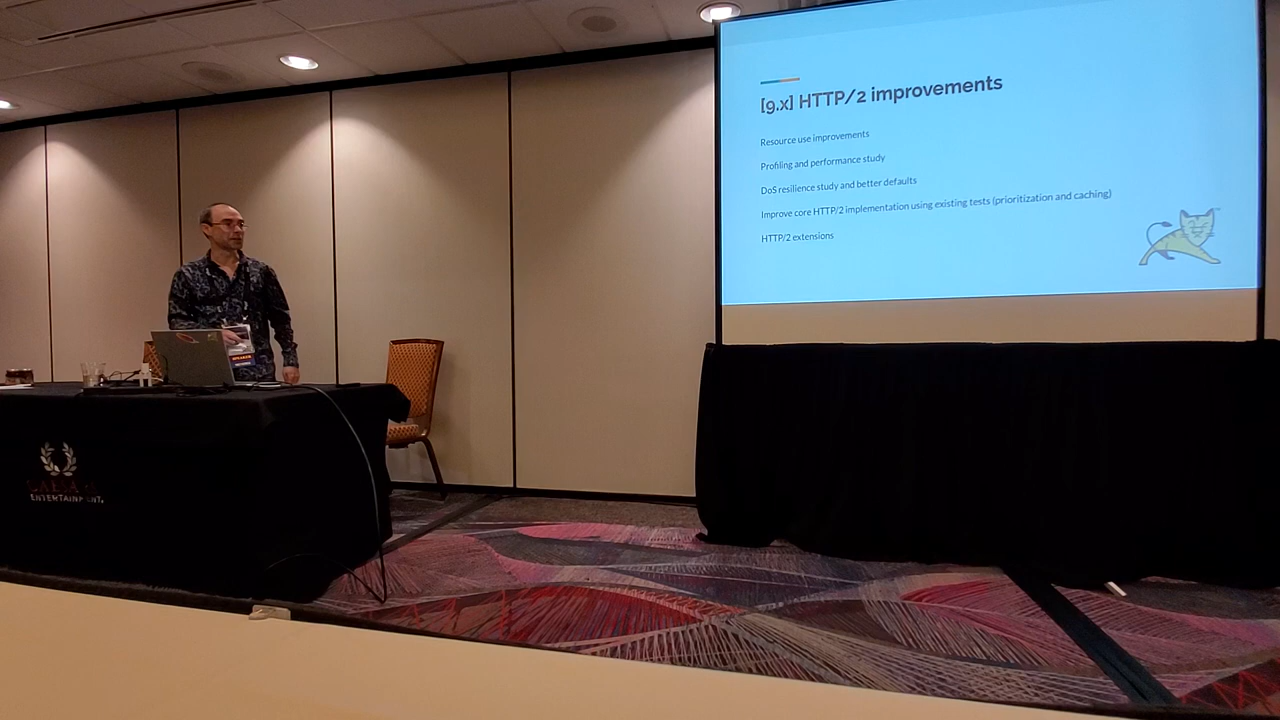 [9.x] HTTP/2 improvements
Resource use improvements
Profiling and performance study
DoS resilience study and better defaults
Improve core HTTP/2 implementation using existing tests (prioritization and caching)
HTTP/2 extensions
SPEAKER
ENTERTAINMENT